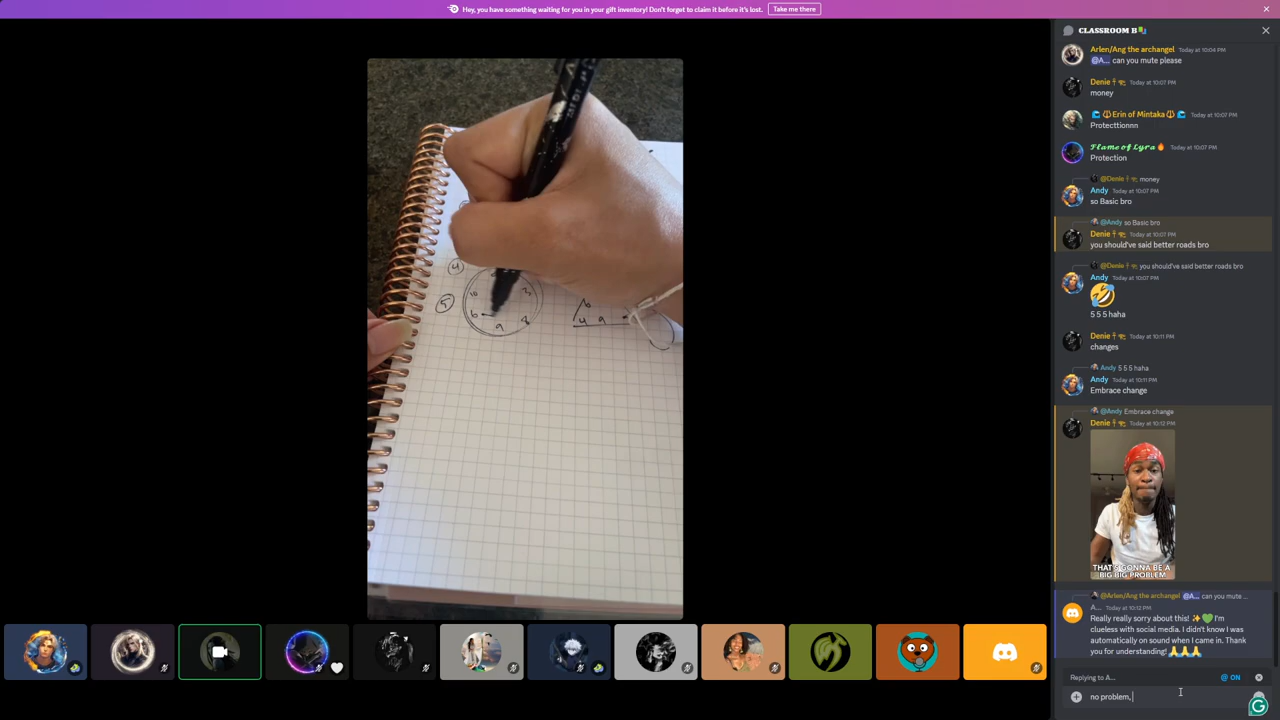 Hey, you have something waiting for you in your gift inventory! Don't forget to claim it before it's lost.
Take me there
CLASSROOM B
Arlen/Ang the archangel Today at 10:04 PM
@A... can you mute please
Denie Today at 10:07 PM
money
Erin of Mintaka Today at 10:07 PM
Protecttionnn
Flame of Lyra Today at 10:07 PM
Protection
@Denie money
Andy Today at 10:07 PM
so Basic bro
@Andy so Basic bro
Denie Today at 10:07 PM
you should've said better roads bro
@Denie you should've said better roads bro
Andy Today at 10:07 PM
5 5 5 haha
Denie Today at 10:11 PM
changes
Andy 5 5 5 haha
Andy Today at 10:11 PM
Embrace change
@Andy Embrace change
Denie Today at 10:12 PM
THAT'S GONNA BE A
BIG BIG PROBLEM
@Arlen/Ang the archangel @A... can you mute ...
A... Today at 10:12 PM
Really really sorry about this! ✨💚 I'm
clueless with social media. I didn't know I was
automatically on sound when I came in. Thank
you for understanding! 🙏🙏🙏
Replying to A...
@ ON
no problem,
4
5
10
6
9
8
6
4 9